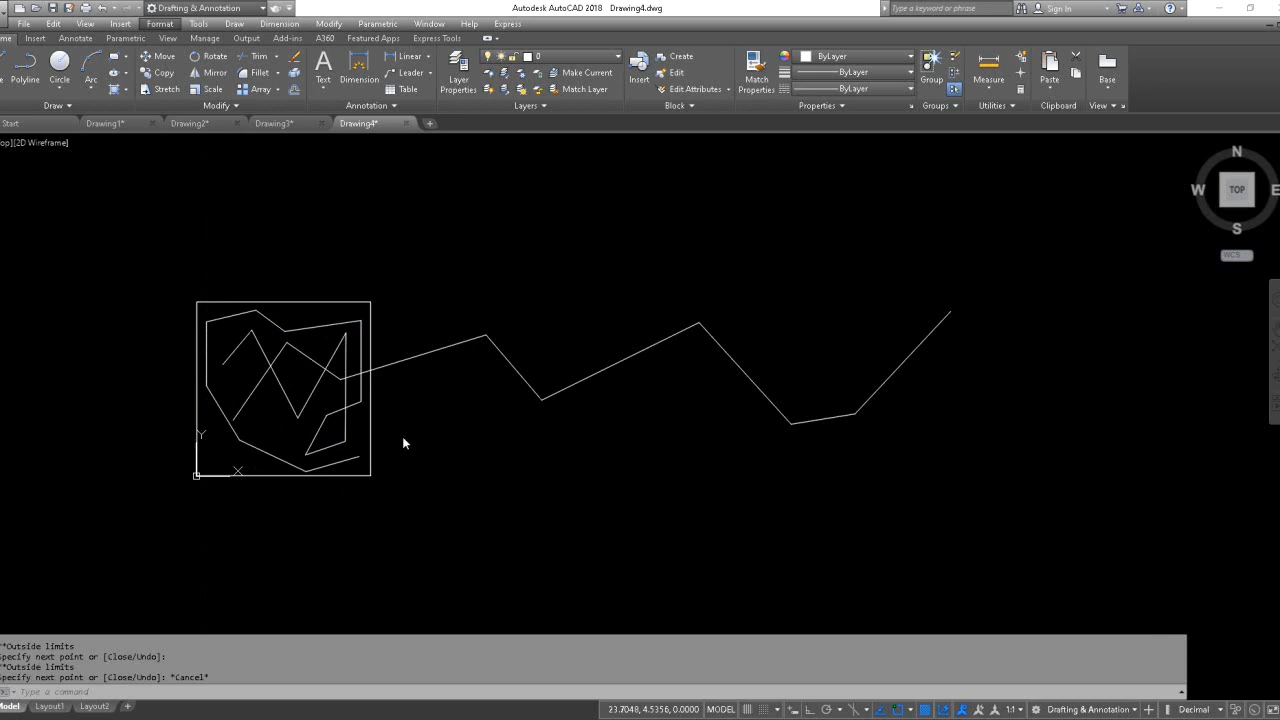 Drafting & Annotation
Autodesk AutoCAD 2018 Drawing4.dwg
Type a keyword or phrase
Sign In
File Edit View Insert Format Tools Draw Dimension Modify Parametric Window Help Express
me Insert Annotate Parametric View Manage Output Add-ins A360 Featured Apps Express Tools
Move Rotate Trim Linear 0 Create ByLayer
Polyline Circle Arc Copy Mirror Fillet Text Dimension Leader Layer Properties Make Current Insert Edit Match Properties ByLayer Group Measure Paste Base
Stretch Scale Array Table Match Layer Edit Attributes ByLayer
Draw Modify Annotation Layers Block Properties Groups Utilities Clipboard View
Start Drawing1* Drawing2* Drawing3* Drawing4*
op][2D Wireframe]
N
W TOP E
S
WCS
Y
X
**Outside limits
Specify next point or [Close/Undo]:
**Outside limits
Specify next point or [Close/Undo]: *Cancel*
Type a command
Model Layout1 Layout2
23.7048, 4.5356, 0.0000 MODEL 1:1 Drafting & Annotation Decimal